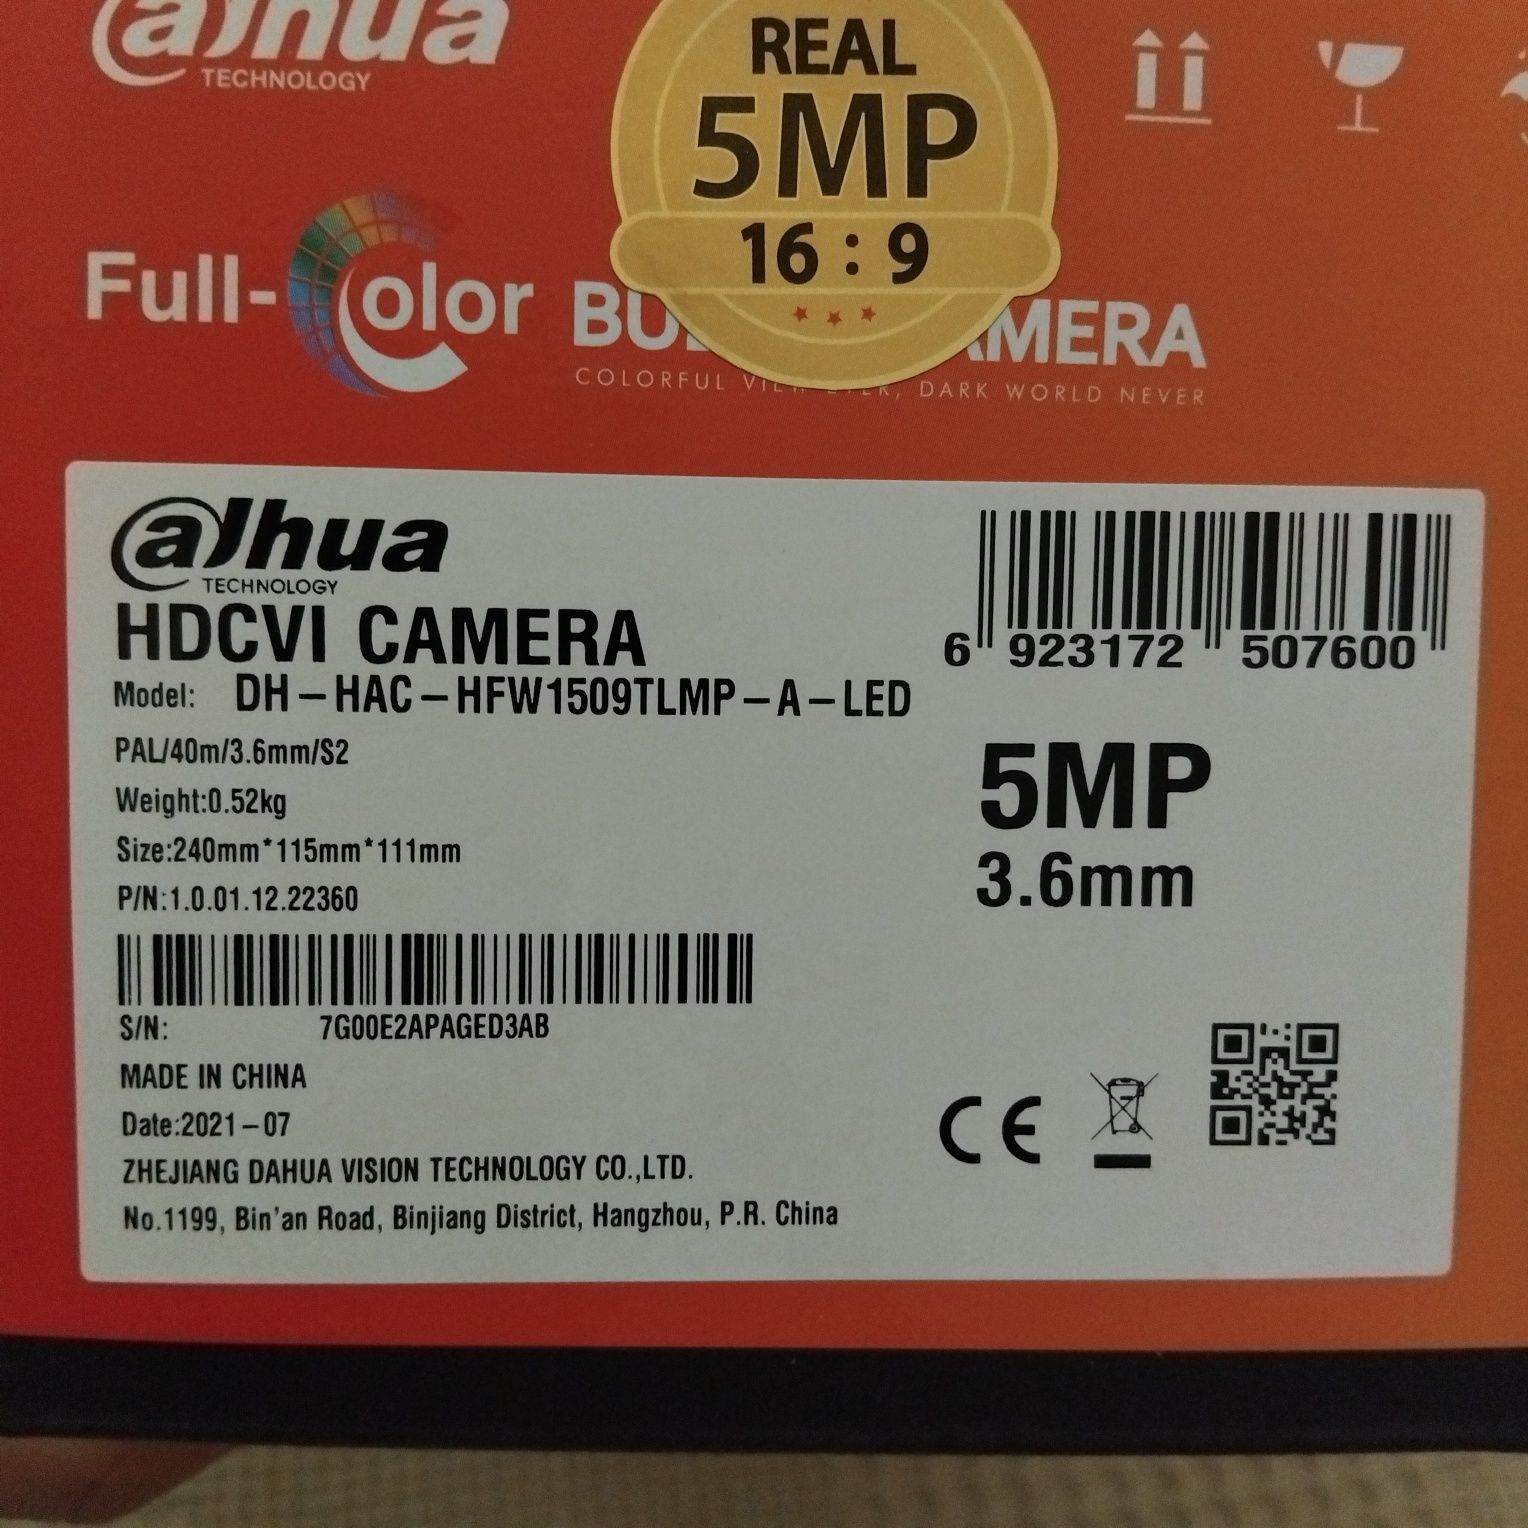 alhua
TECHNOLOGY
REAL
5MP
16:9
Full-Color
CAMERA
COLORFUL DARK WORLD NEVER
alhua
TECHNOLOGY
HDCVI CAMERA
Model: DH-HAC-HFW1509TLMP-A-LED
PAL/40m/3.6mm/S2
Weight:0.52kg
Size:240mm*115mm*111mm
P/N:1.0.01.12.22360
S/N: 7G00E2APAGED3AB
MADE IN CHINA
Date:2021-07
ZHEJIANG DAHUA VISION TECHNOLOGY CO.,LTD.
No.1199, Bin'an Road, Binjiang District, Hangzhou, P.R. China
6 923172 507600
5MP
3.6mm
CE